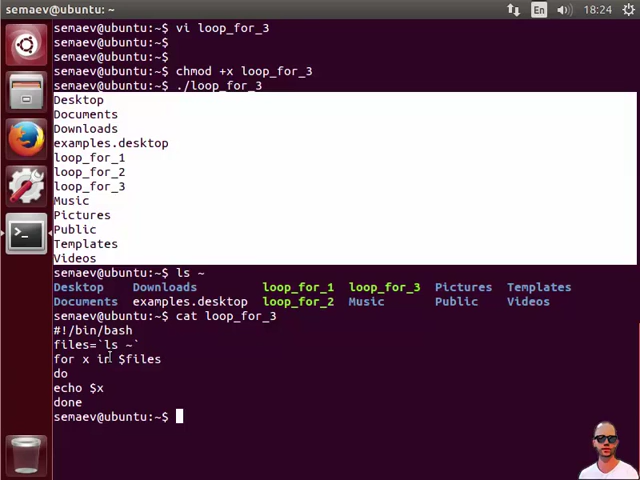 semaev@ubuntu: ~
En
18:24
semaev@ubuntu:~$ vi loop_for_3
semaev@ubuntu:~$
semaev@ubuntu:~$
semaev@ubuntu:~$ chmod +x loop_for_3
semaev@ubuntu:~$ ./loop_for_3
Desktop
Documents
Downloads
examples.desktop
loop_for_1
loop_for_2
loop_for_3
Music
Pictures
Public
Templates
Videos
semaev@ubuntu:~$ ls ~
Desktop Downloads loop_for_1 loop_for_3 Pictures Templates
Documents examples.desktop loop_for_2 Music Public Videos
semaev@ubuntu:~$ cat loop_for_3
#!/bin/bash
files=`ls ~`
for x in $files
do
echo $x
done
semaev@ubuntu:~$